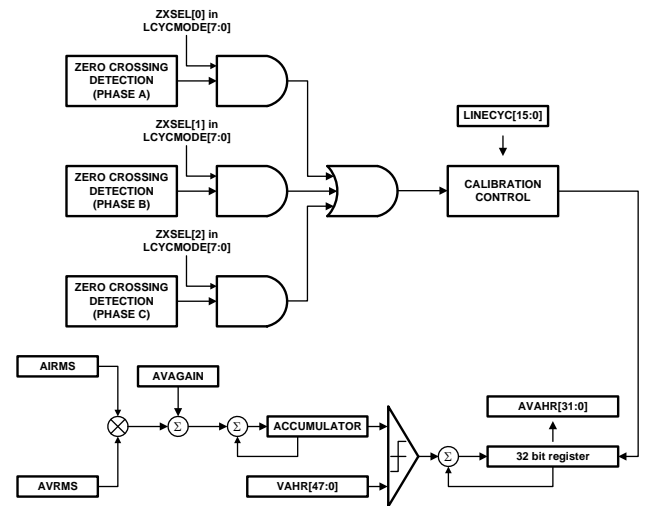 ZXSEL[0] in
LCYCMODE[7:0]
ZERO CROSSING
DETECTION
(PHASE A)
ZXSEL[1] in
LCYCMODE[7:0]
ZERO CROSSING
DETECTION
(PHASE B)
ZXSEL[2] in
LCYCMODE[7:0]
ZERO CROSSING
DETECTION
(PHASE C)
LINECYC[15:0]
CALIBRATION
CONTROL
AIRMS
AVRMS
AVAGAIN
Σ
Σ
ACCUMULATOR
VAHR[47:0]
Σ
AVAHR[31:0]
32 bit register